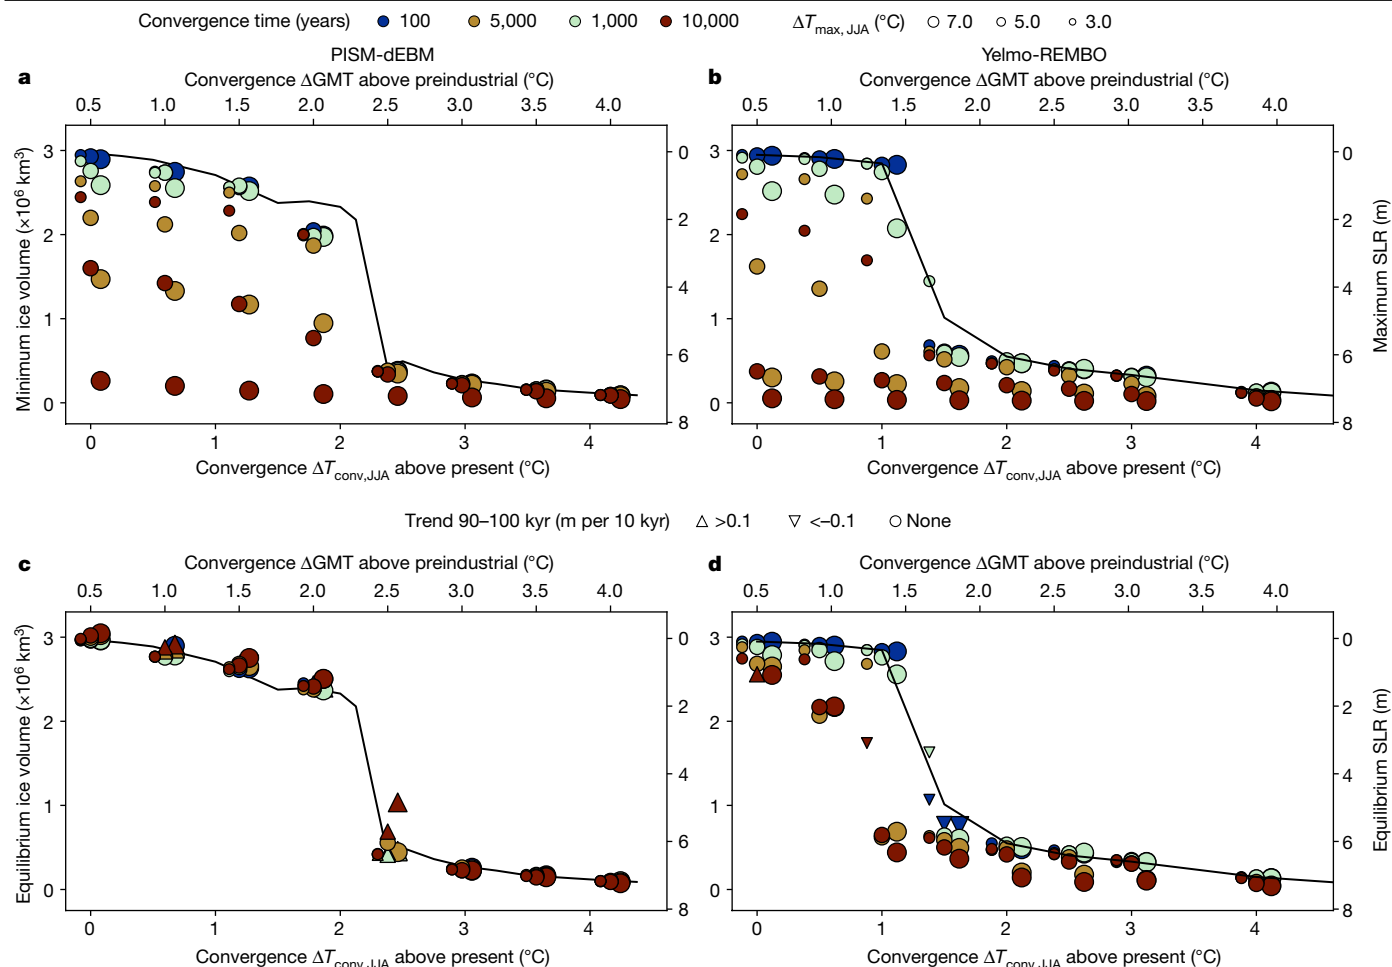 Convergence time (years) 100 5,000 1,000 10,000 ΔTmax, JJA (°C) 7.0 5.0 3.0
PISM-dEBM Yelmo-REMBO
a Convergence ΔGMT above preindustrial (°C) b Convergence ΔGMT above preindustrial (°C)
0.5 1.0 1.5 2.0 2.5 3.0 3.5 4.0 0.5 1.0 1.5 2.0 2.5 3.0 3.5 4.0
Minimum ice volume (×10⁶ km³)
3 2 1 0
0 2 4 6 8
3 2 1 0
0 2 4 6 8
Maximum SLR (m)
0 1 2 3 4 0 1 2 3 4
Convergence ΔTconv,JJA above present (°C) Convergence ΔTconv,JJA above present (°C)
Trend 90–100 kyr (m per 10 kyr) >0.1 <–0.1 None
c Convergence ΔGMT above preindustrial (°C) d Convergence ΔGMT above preindustrial (°C)
0.5 1.0 1.5 2.0 2.5 3.0 3.5 4.0 0.5 1.0 1.5 2.0 2.5 3.0 3.5 4.0
Equilibrium ice volume (×10⁶ km³)
3 2 1 0
0 2 4 6 8
3 2 1 0
0 2 4 6 8
Equilibrium SLR (m)
0 1 2 3 4 0 1 2 3 4
Convergence ΔTconv,JJA above present (°C) Convergence ΔTconv,JJA above present (°C)